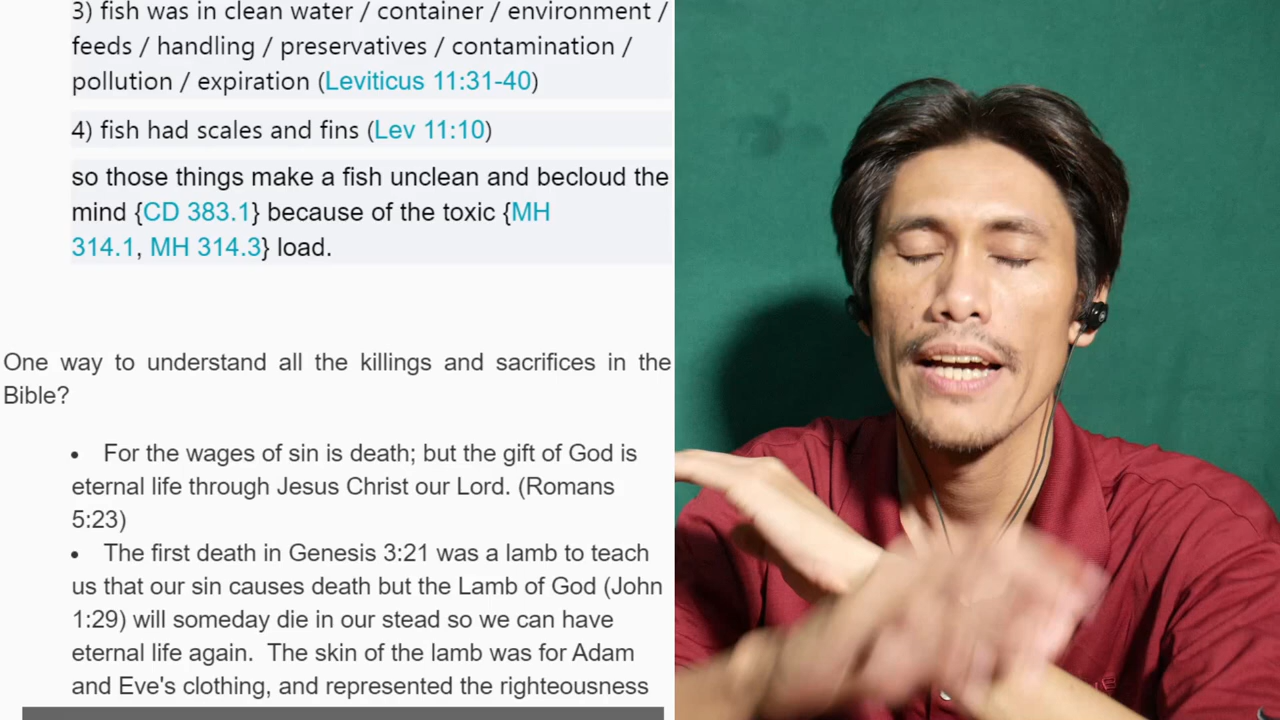 3) fish was in clean water / container / environment /
feeds / handling / preservatives / contamination /
pollution / expiration (Leviticus 11:31-40)
4) fish had scales and fins (Lev 11:10)
so those things make a fish unclean and becloud the
mind {CD 383.1} because of the toxic {MH
314.1, MH 314.3} load.
One way to understand all the killings and sacrifices in the
Bible?
• For the wages of sin is death; but the gift of God is
eternal life through Jesus Christ our Lord. (Romans
5:23)
• The first death in Genesis 3:21 was a lamb to teach
us that our sin causes death but the Lamb of God (John
1:29) will someday die in our stead so we can have
eternal life again.  The skin of the lamb was for Adam
and Eve's clothing, and represented the righteousness